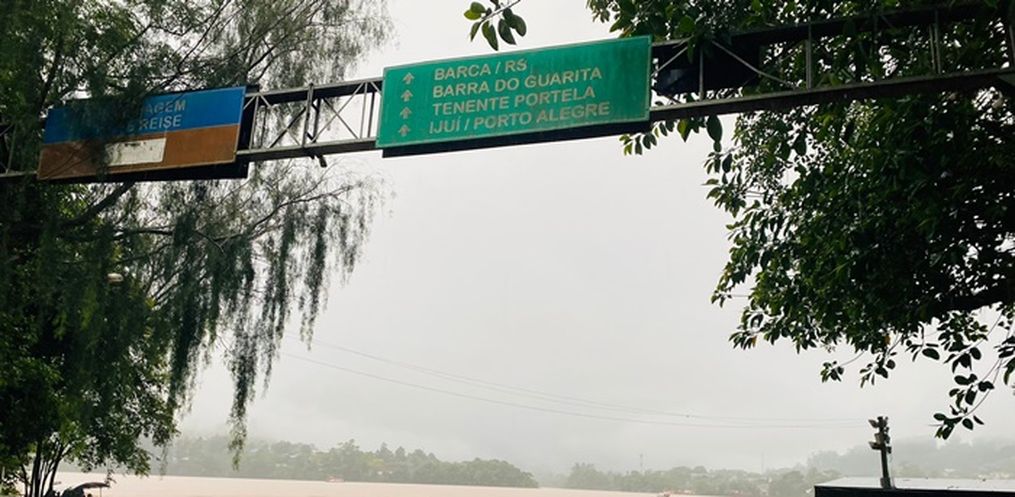 AGEM
REISE
BARCA / RS
BARRA DO GUARITA
TENENTE PORTELA
IJUÍ / PORTO ALEGRE